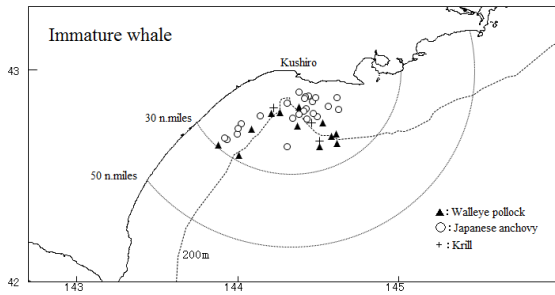 Immature whale
Kushiro
43
30 n.miles
50 n.miles
▲: Walleye pollock
○: Japanese anchovy
+: Krill
200m
42
143
144
145